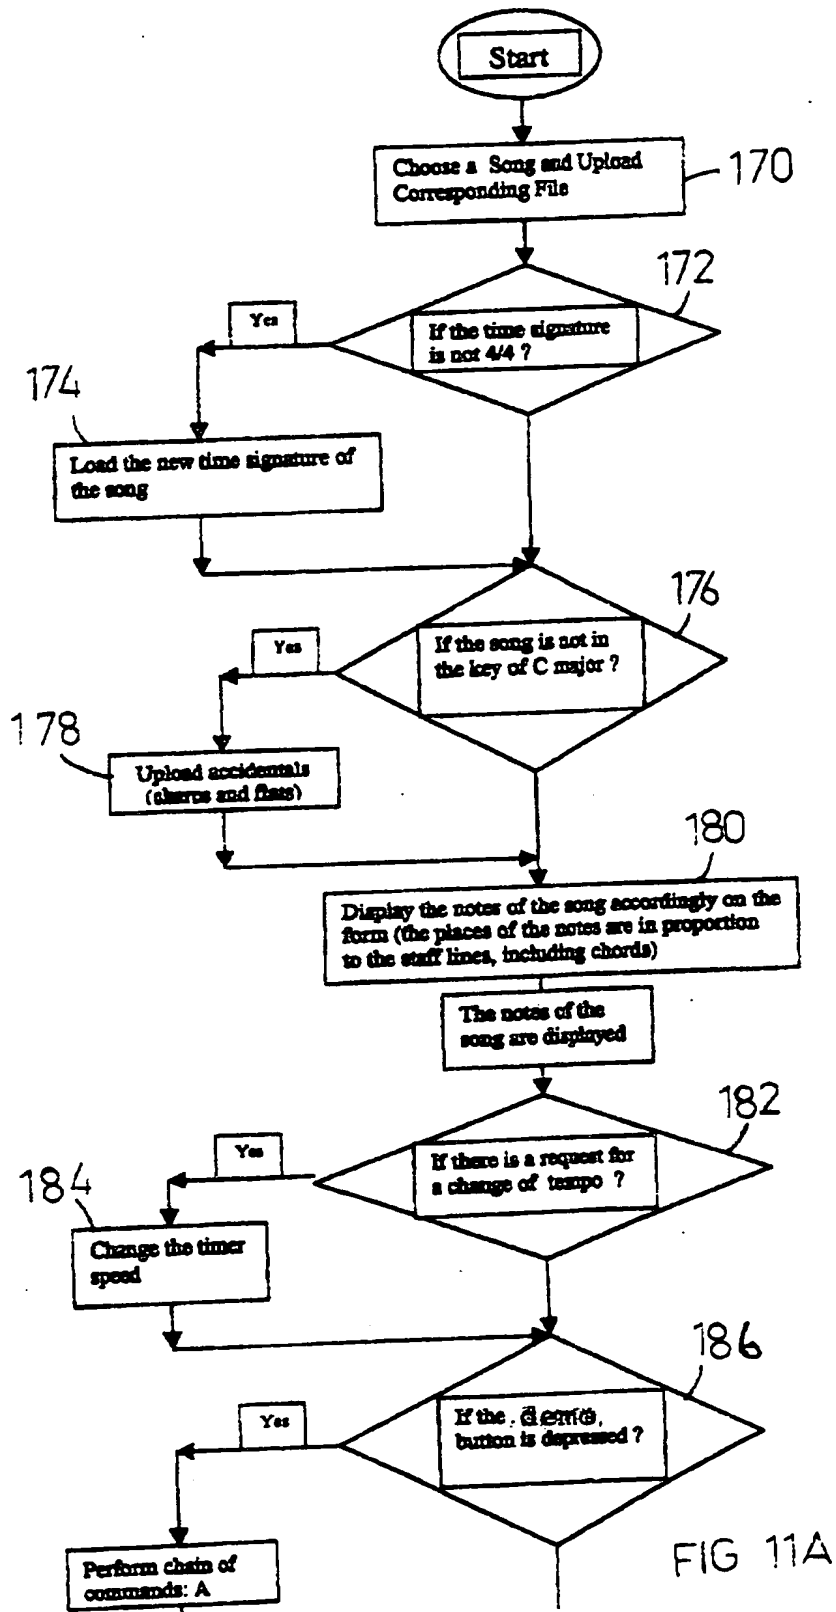 Start
Choose a Song and Upload
Corresponding File
170
172
If the time signature
is not 4/4 ?
Yes
174
Load the new time signature of
the song
176
If the song is not in
the key of C major ?
Yes
178
Upload accidentals
(sharps and flats)
180
Display the notes of the song accordingly on the
form (the places of the notes are in proportion
to the staff lines, including chords)
The notes of the
song are displayed
182
If there is a request for
a change of tempo ?
Yes
184
Change the timer
speed
186
If the demo
button is depressed ?
Yes
Perform chain of
commands: A
FIG 11A